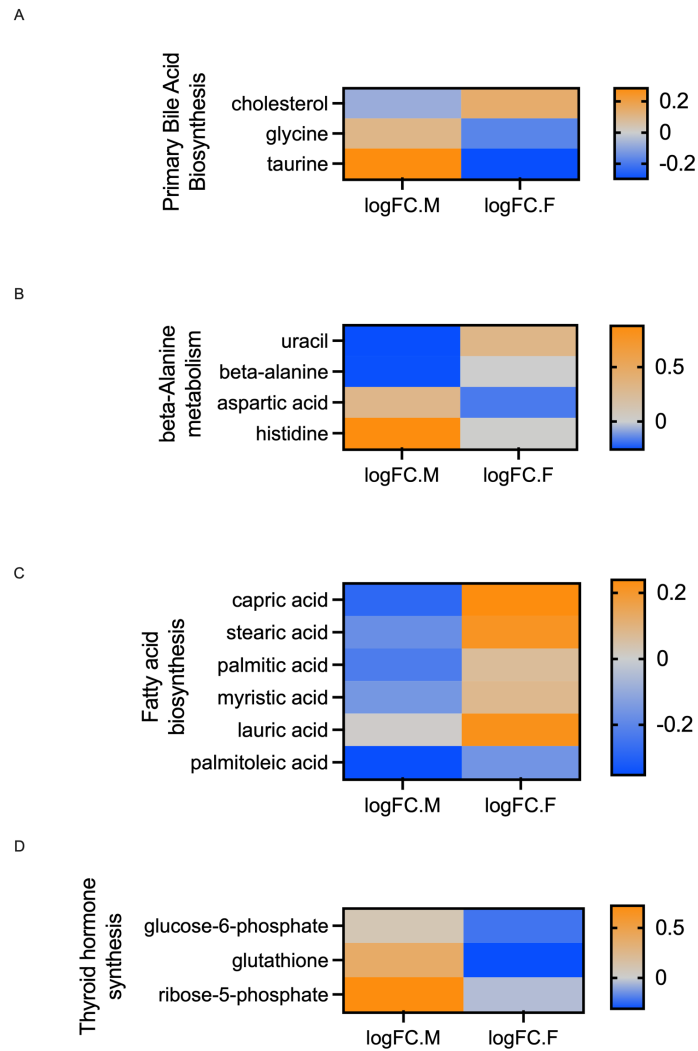 A
Primary Bile Acid
Biosynthesis
cholesterol
glycine
taurine
logFC.M
logFC.F
0.2
0
-0.2
B
beta-Alanine
metabolism
uracil
beta-alanine
aspartic acid
histidine
logFC.M
logFC.F
0.5
0
C
Fatty acid
biosynthesis
capric acid
stearic acid
palmitic acid
myristic acid
lauric acid
palmitoleic acid
logFC.M
logFC.F
0.2
0
-0.2
D
Thyroid hormone
synthesis
glucose-6-phosphate
glutathione
ribose-5-phosphate
logFC.M
logFC.F
0.5
0